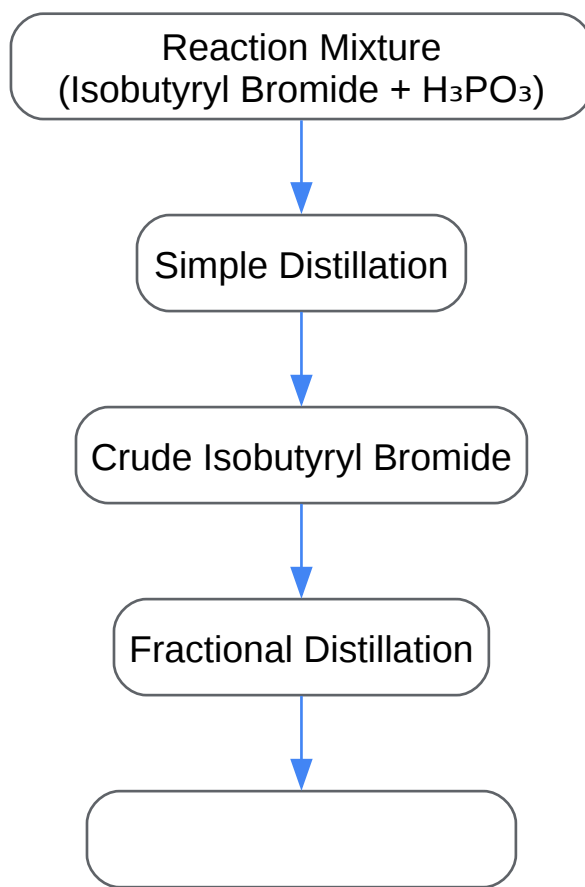 Reaction Mixture
(Isobutyryl Bromide + H₃PO₃)
Simple Distillation
Crude Isobutyryl Bromide
Fractional Distillation